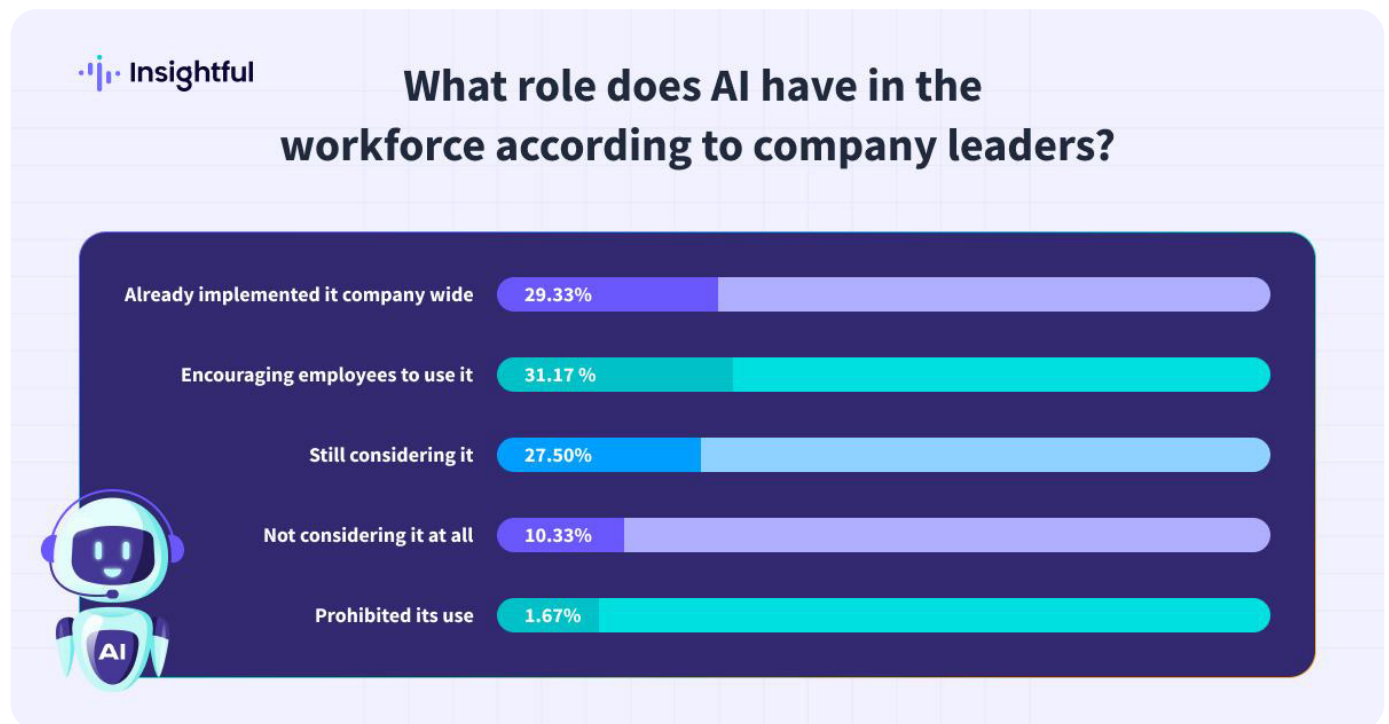 Insightful
What role does AI have in the
workforce according to company leaders?
Already implemented it company wide 29.33%
Encouraging employees to use it 31.17 %
Still considering it 27.50%
Not considering it at all 10.33%
Prohibited its use 1.67%
AI